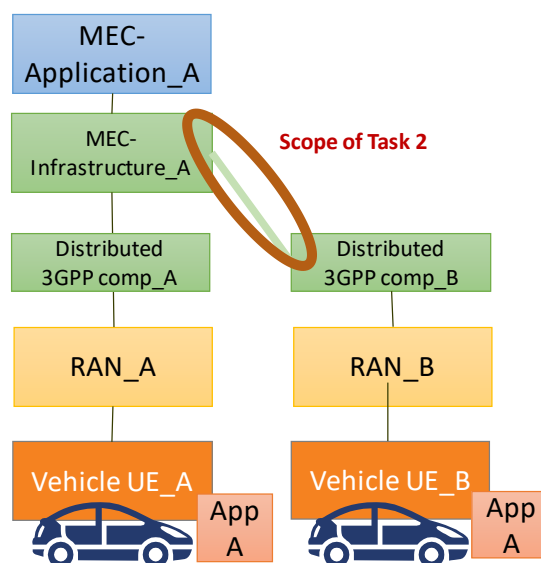 MEC-
Application_A
MEC-
Infrastructure_A
Scope of Task 2
Distributed
3GPP comp_A
Distributed
3GPP comp_B
RAN_A
RAN_B
Vehicle UE_A
App
A
Vehicle UE_B
App
A